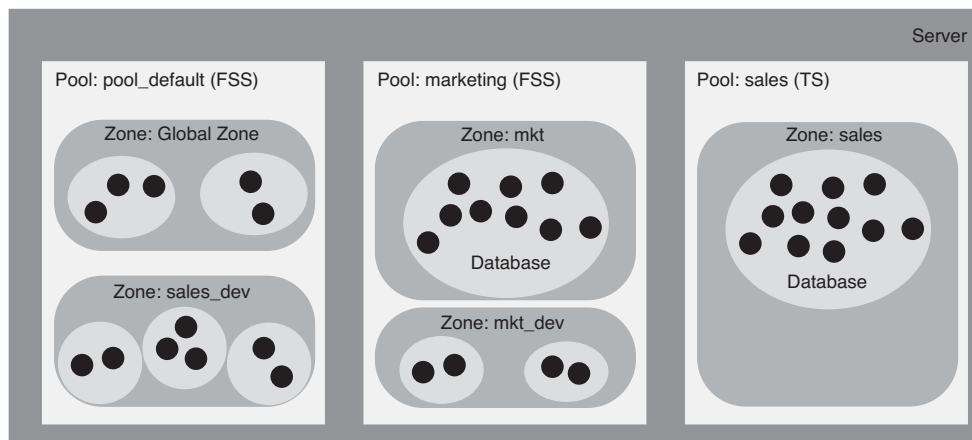 Server
Pool: pool_default (FSS)
Zone: Global Zone
Zone: sales_dev
Pool: marketing (FSS)
Zone: mkt
Database
Zone: mkt_dev
Pool: sales (TS)
Zone: sales
Database